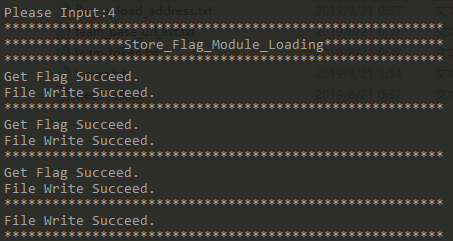 Please Input:4
*******************************************************
***************Store_Flag_Module_Loading***************
*******************************************************
Get Flag Succeed.
File Write Succeed.
*******************************************************
Get Flag Succeed.
File Write Succeed.
*******************************************************
Get Flag Succeed.
File Write Succeed.
*******************************************************
File Write Succeed.
*******************************************************